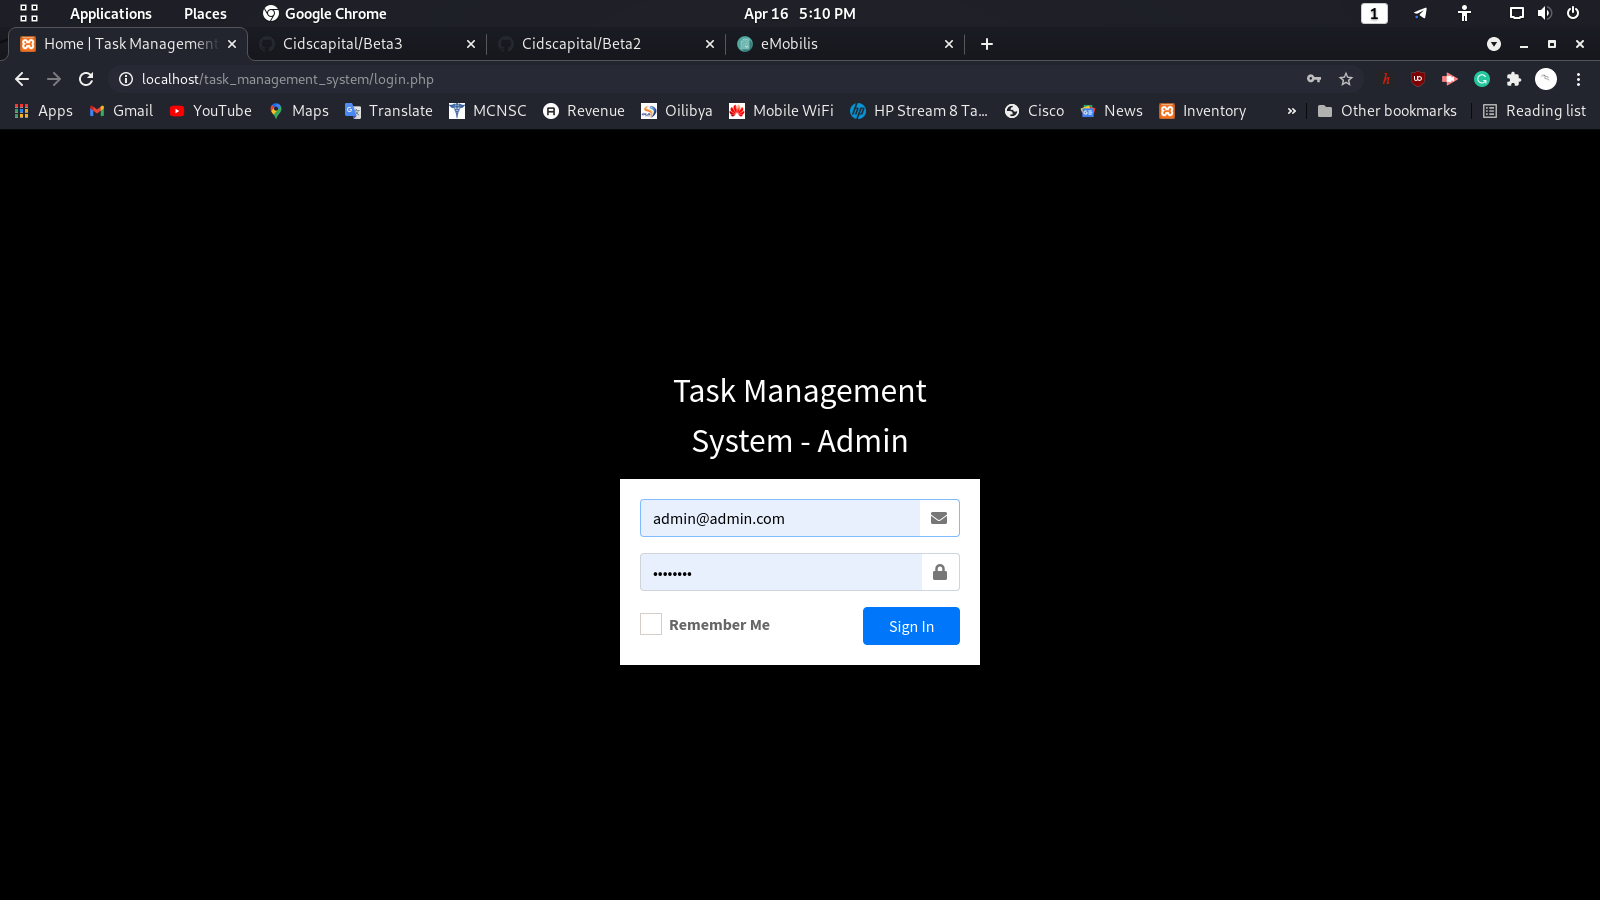 Applications Places Google Chrome Apr 16 5:10 PM 1
Home | Task Management Cidscapital/Beta3 Cidscapital/Beta2 eMobilis
localhost/task_management_system/login.php
Apps Gmail YouTube Maps Translate MCNSC Revenue Oilibya Mobile WiFi HP Stream 8 Ta... Cisco News Inventory » Other bookmarks Reading list
Task Management
System - Admin
admin@admin.com
••••••••
Remember Me Sign In